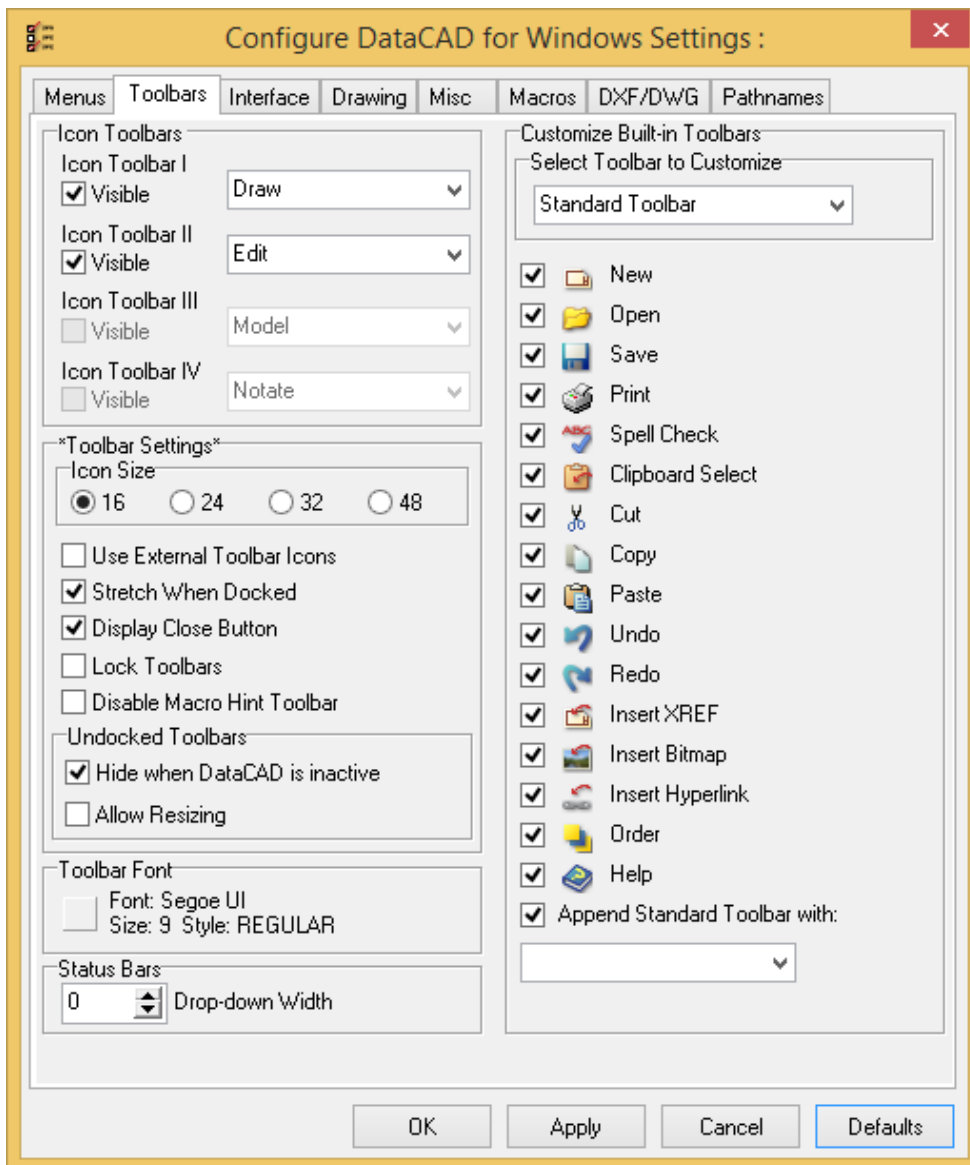 Configure DataCAD for Windows Settings :
Menus Toolbars Interface Drawing Misc Macros DXF/DWG Pathnames
Icon Toolbars
Icon Toolbar I
Visible Draw
Icon Toolbar II
Visible Edit
Icon Toolbar III
Visible Model
Icon Toolbar IV
Visible Notate
*Toolbar Settings*
Icon Size
16 24 32 48
Use External Toolbar Icons
Stretch When Docked
Display Close Button
Lock Toolbars
Disable Macro Hint Toolbar
Undocked Toolbars
Hide when DataCAD is inactive
Allow Resizing
Toolbar Font
Font: Segoe UI
Size: 9 Style: REGULAR
Status Bars
0 Drop-down Width
Customize Built-in Toolbars
Select Toolbar to Customize
Standard Toolbar
New
Open
Save
Print
ABC Spell Check
Clipboard Select
Cut
Copy
Paste
Undo
Redo
Insert XREF
Insert Bitmap
Insert Hyperlink
Order
Help
Append Standard Toolbar with:
OK Apply Cancel Defaults